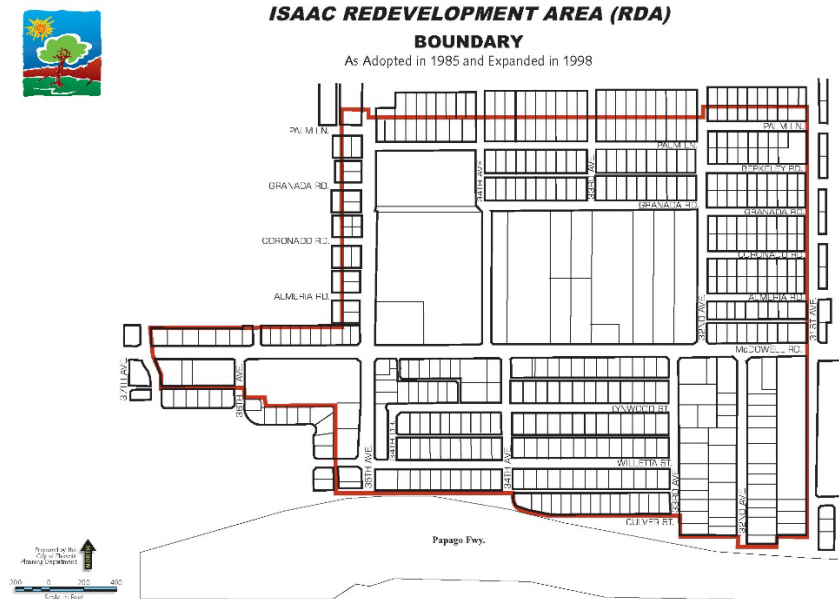 ISAAC REDEVELOPMENT AREA (RDA)
BOUNDARY
As Adopted in 1985 and Expanded in 1998
PALM LN.
PALM LN.
PALM LN.
BERKELEY RD.
34TH AVE.
33RD AVE.
GRANADA RD.
GRANADA RD.
GRANADA RD.
CORONADO RD.
CORONADO RD.
ALMERIA RD.
ALMERIA RD.
32ND AVE.
31ST AVE.
McDOWELL RD.
37TH AVE.
36TH AVE.
LYNWOOD ST.
34TH DR.
WILLETTA ST.
35TH AVE.
34TH AVE.
33RD AVE.
32ND AVE.
CULVER ST.
Papago Fwy.
Prepared by the
City of Phoenix
Planning Department
NORTH
200 0 200 400
Scale in Feet